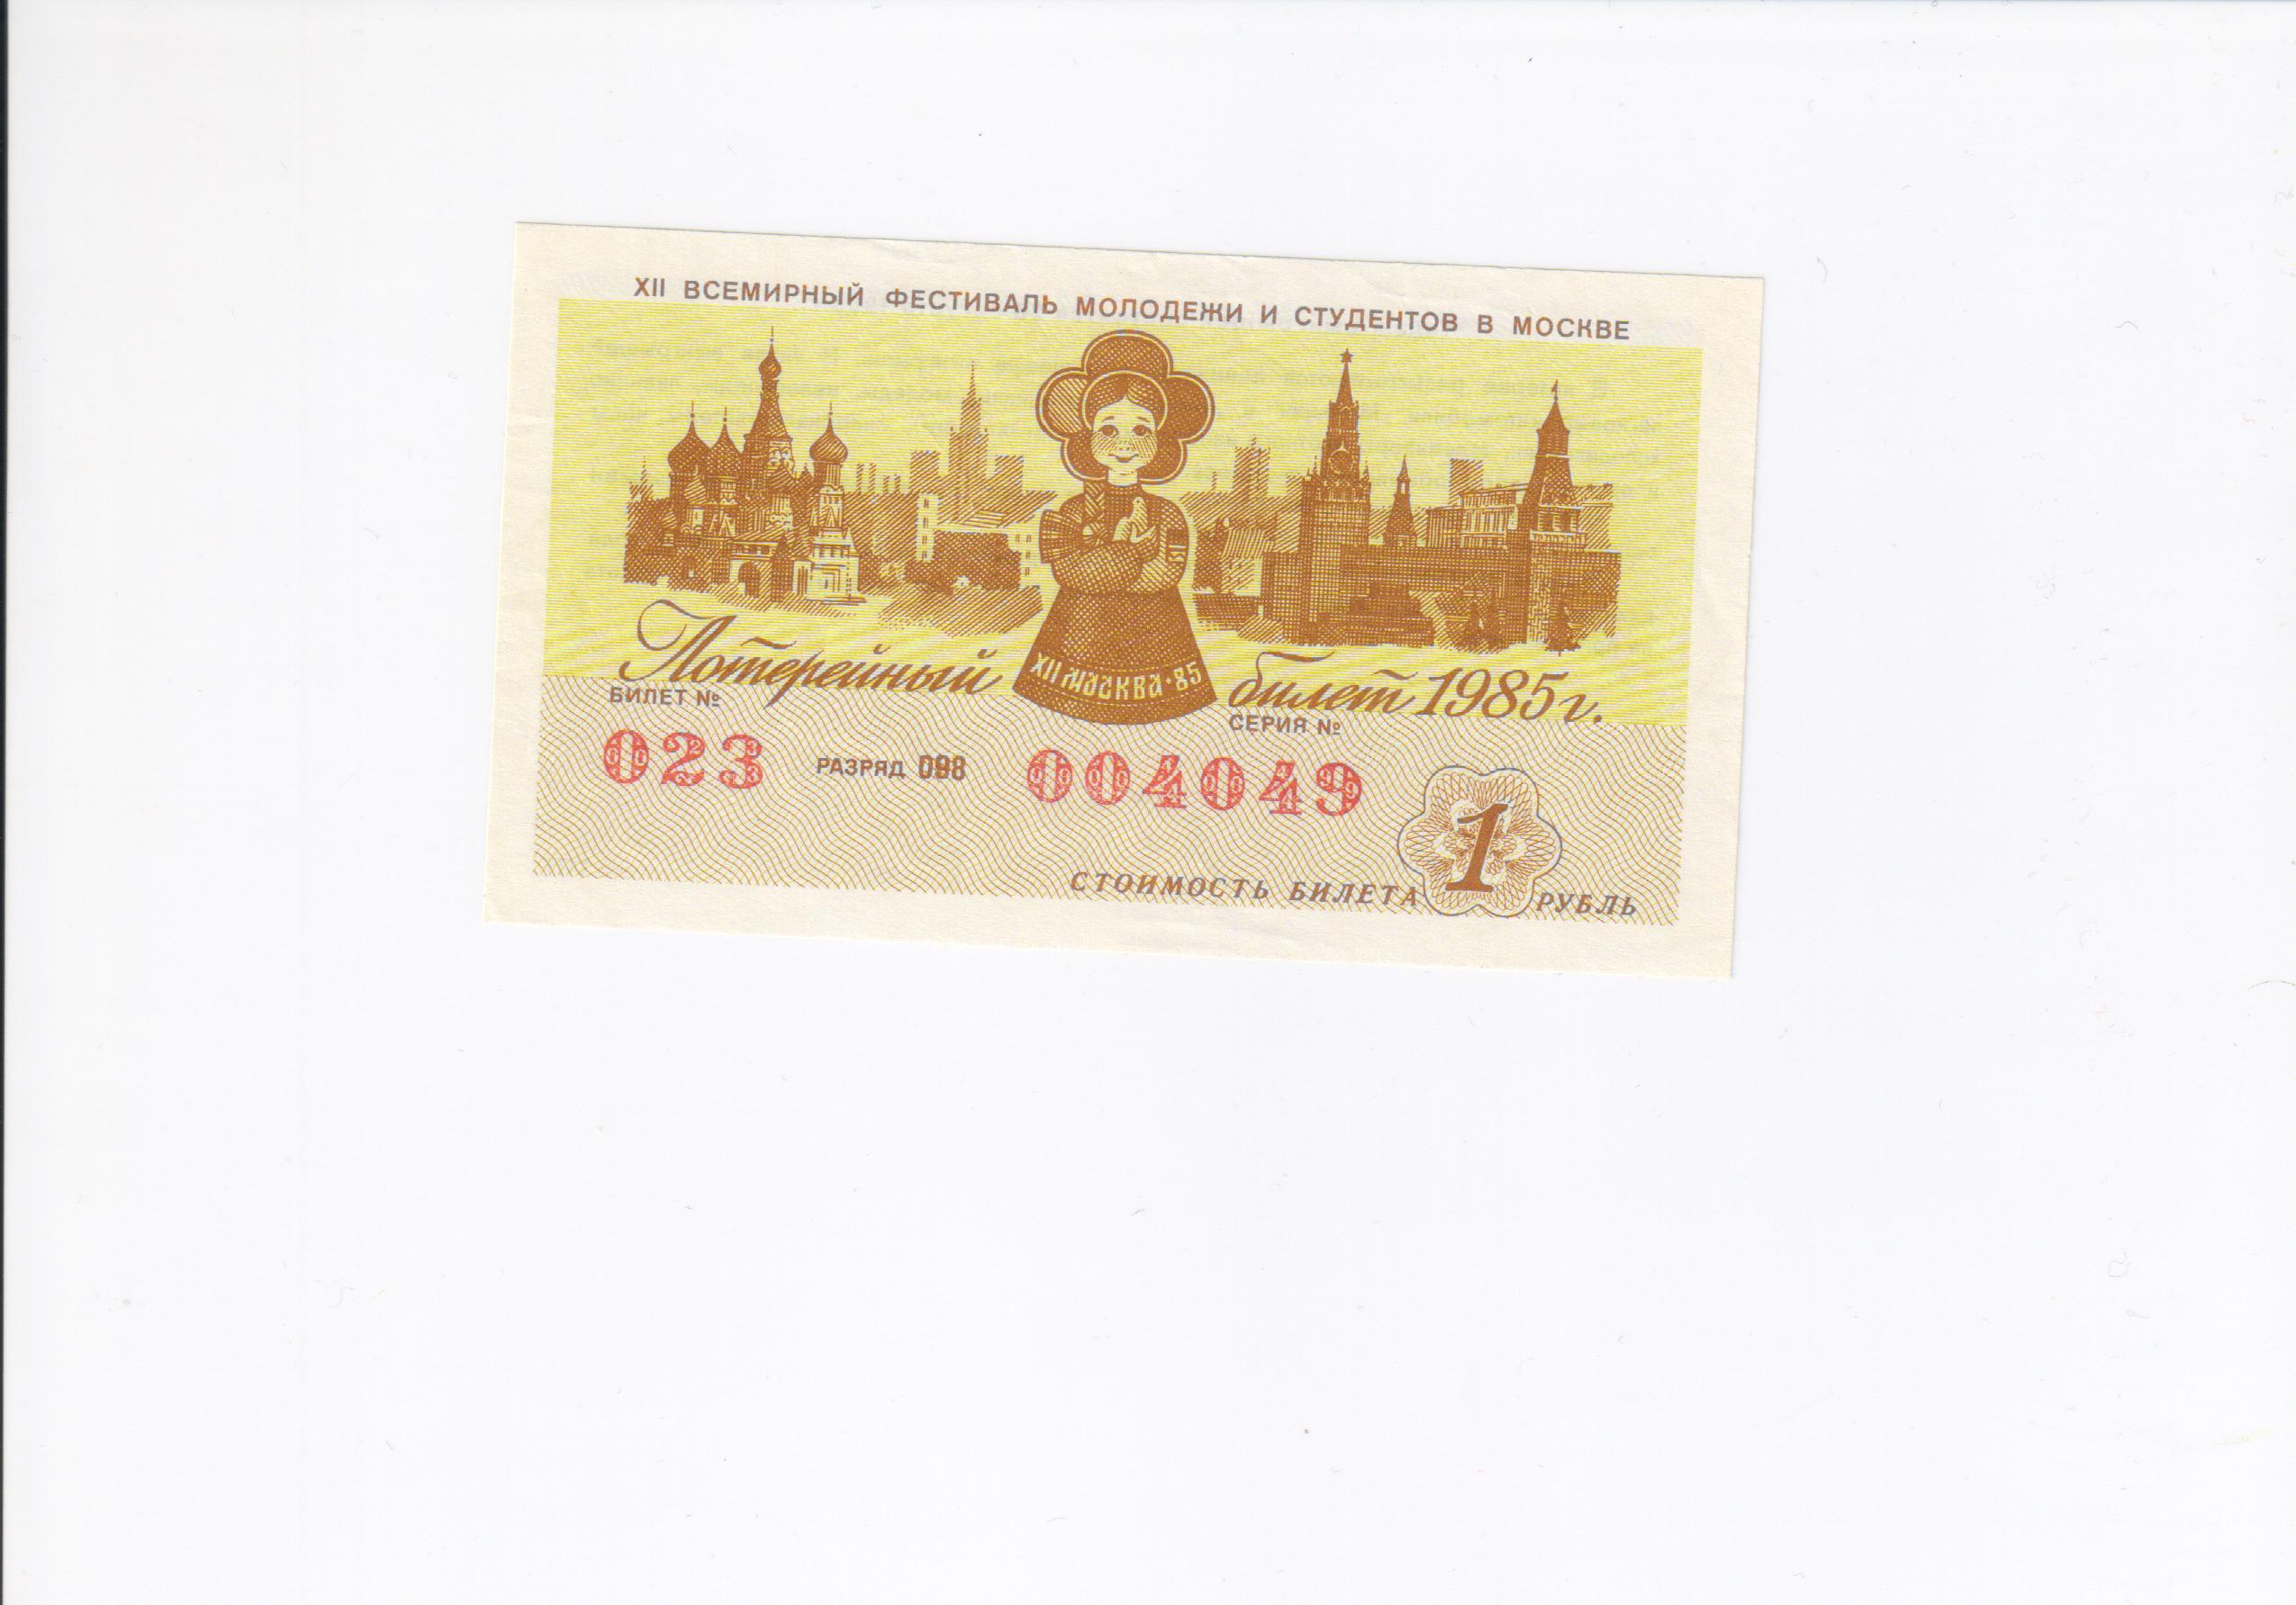 XII ВСЕМИРНЫЙ ФЕСТИВАЛЬ МОЛОДЕЖИ И СТУДЕНТОВ В МОСКВЕ
XII МОСКВА·85
Лотерейный билет 1985 г.
БИЛЕТ № СЕРИЯ №
023 РАЗРЯД 098 004049
СТОИМОСТЬ БИЛЕТА 1 РУБЛЬ